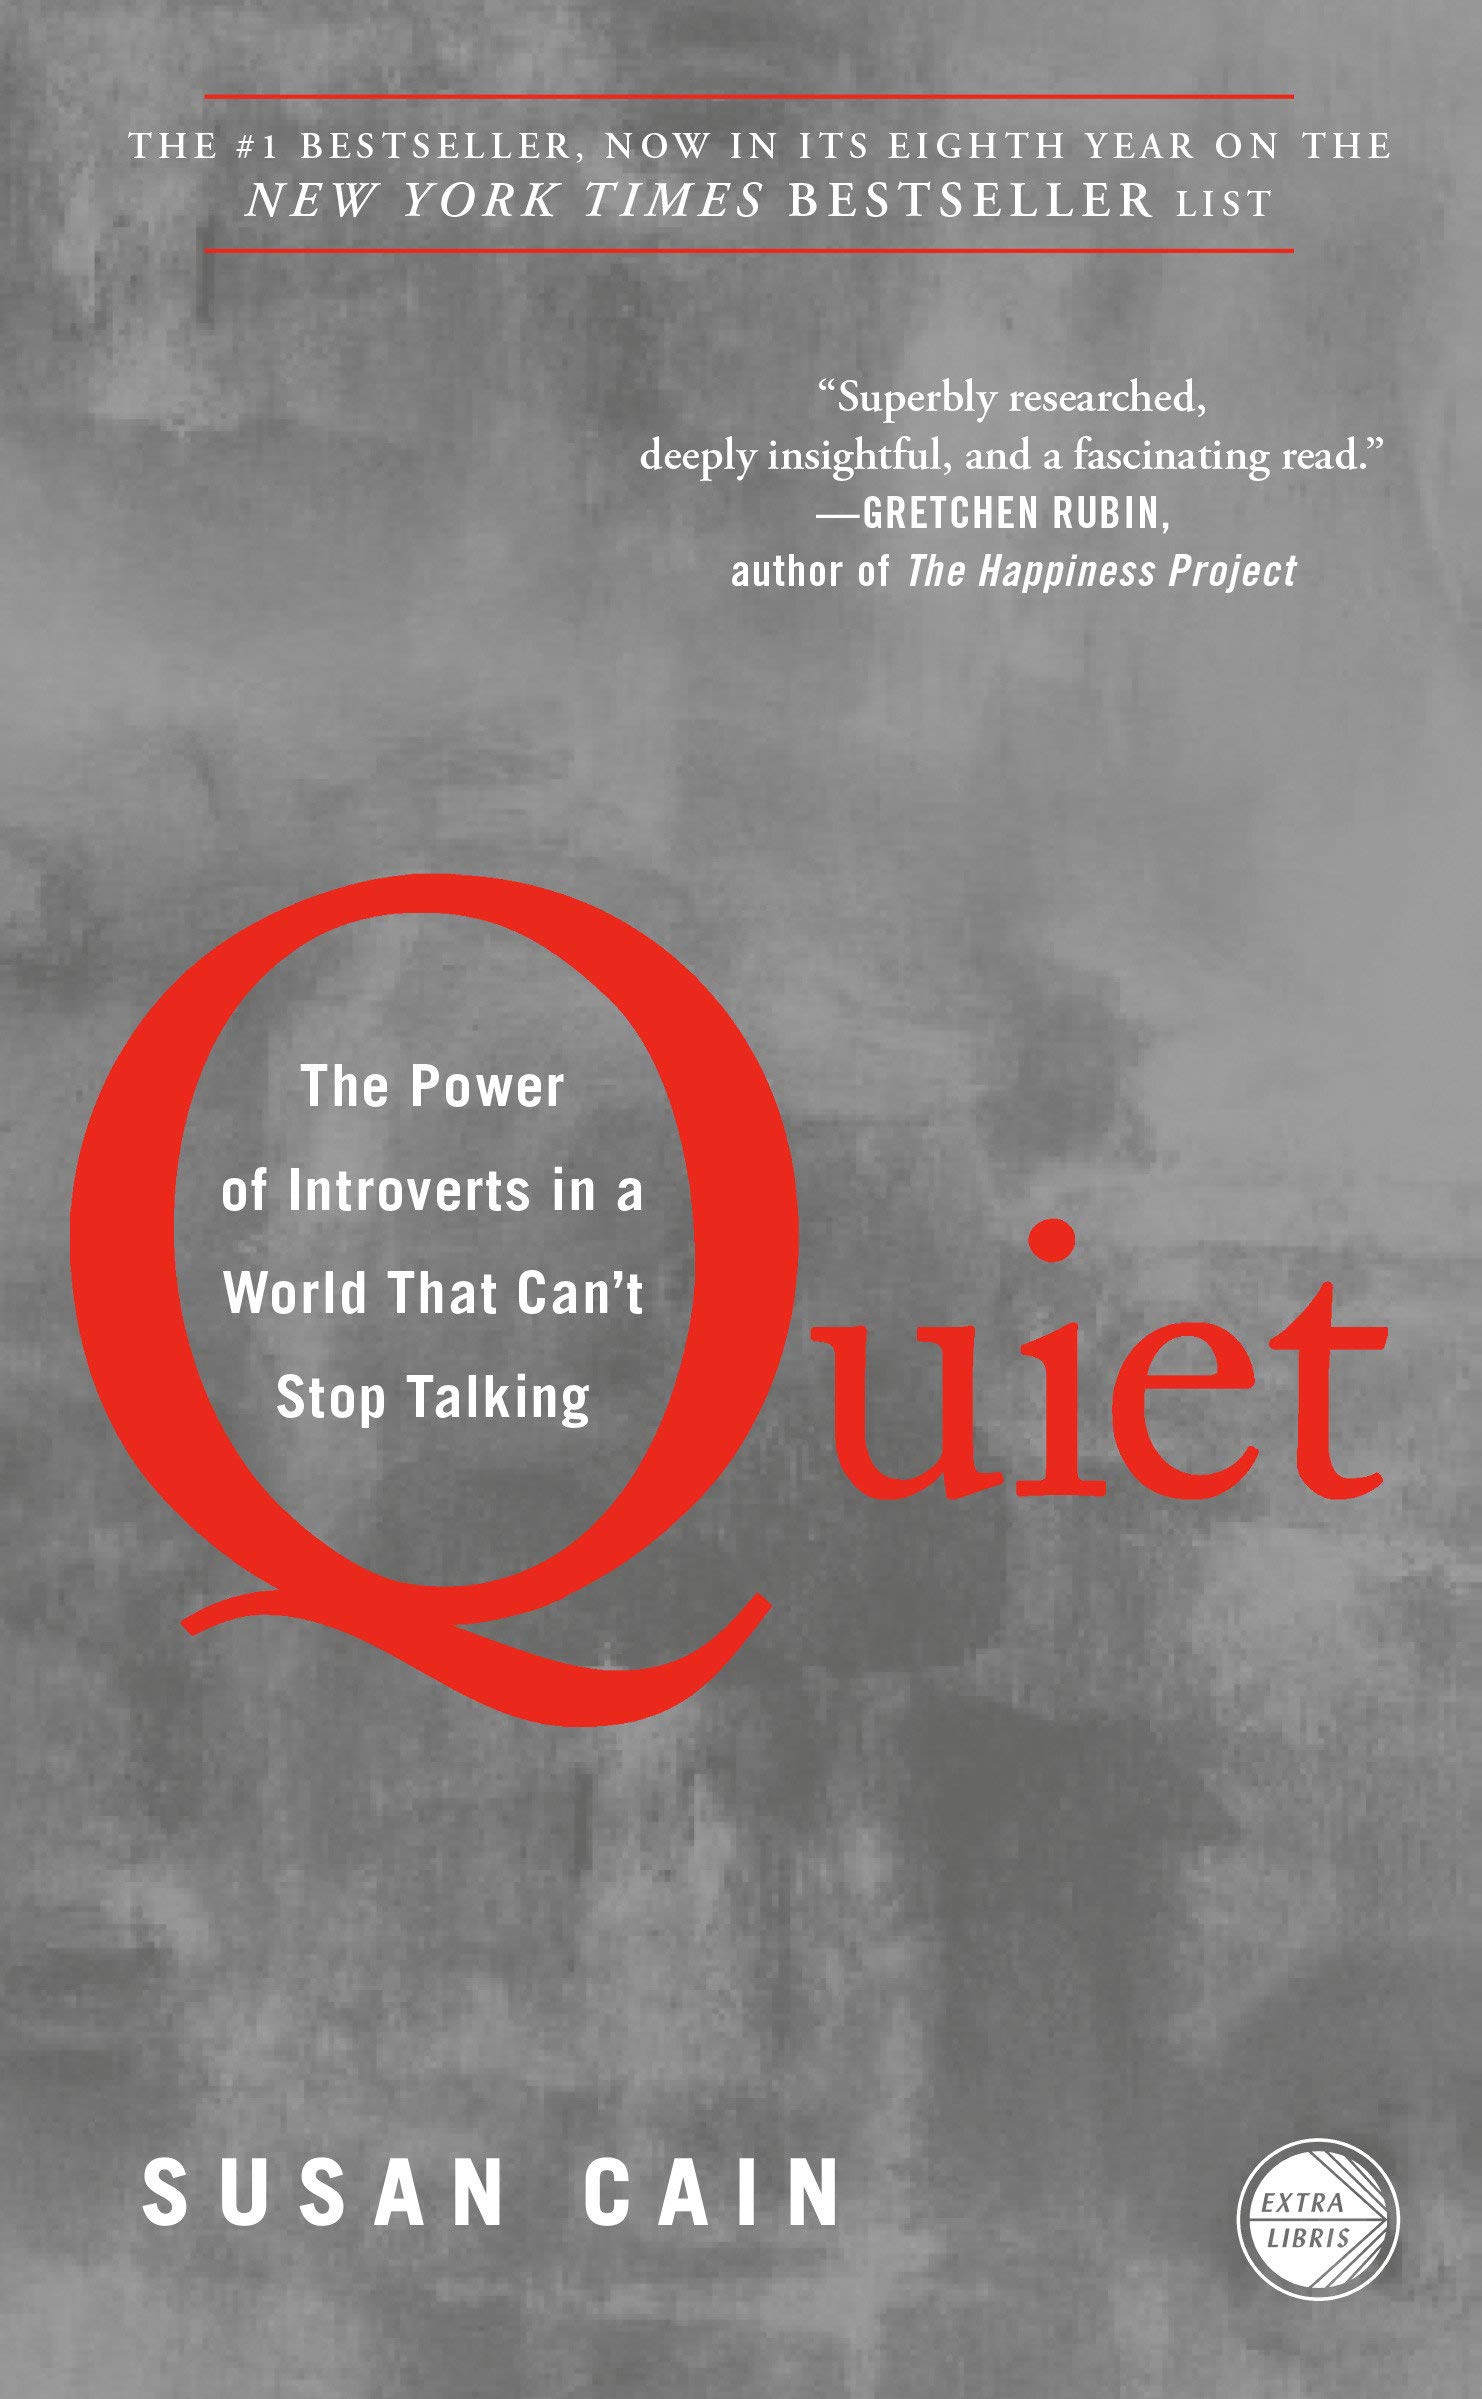 THE #1 BESTSELLER, NOW IN ITS EIGHTH YEAR ON THE
NEW YORK TIMES BESTSELLER LIST
“Superbly researched,
deeply insightful, and a fascinating read.”
—GRETCHEN RUBIN,
author of The Happiness Project
Quiet
The Power
of Introverts in a
World That Can’t
Stop Talking
SUSAN CAIN
EXTRA
LIBRIS